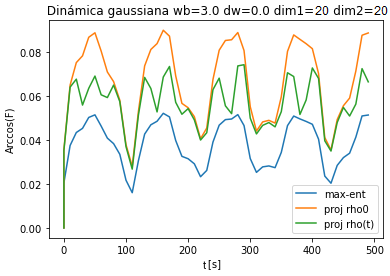 Dinámica gaussiana wb=3.0 dw=0.0 dim1=20 dim2=20
Arccos(F)
0.08
0.06
0.04
0.02
0.00
max-ent
proj rho0
proj rho(t)
0 100 200 300 400 500
t [s]